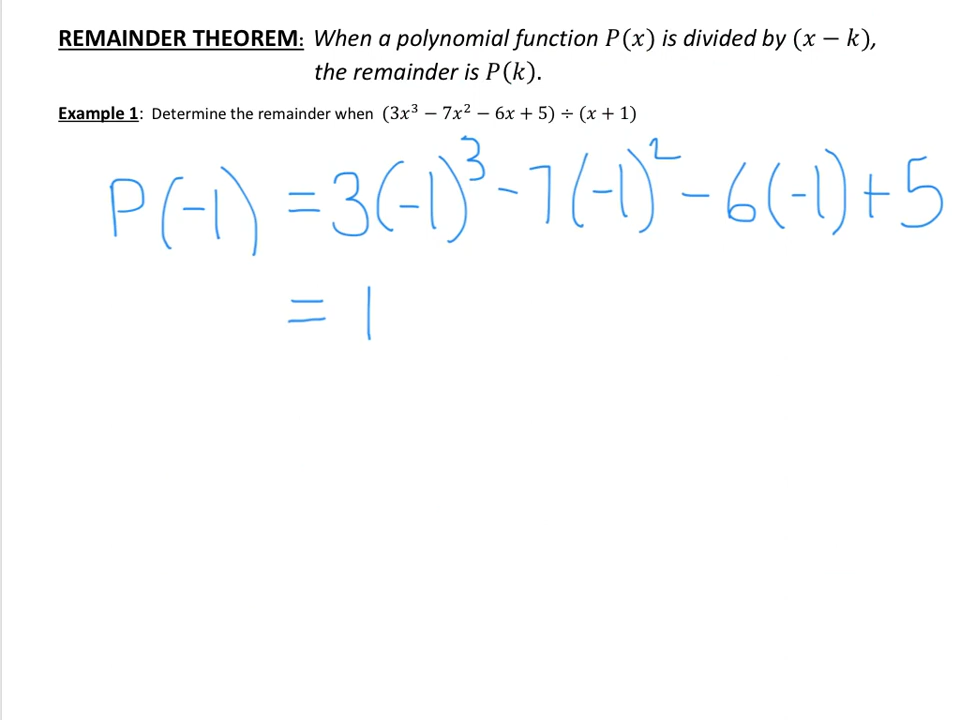 REMAINDER THEOREM: When a polynomial function P(x) is divided by (x − k),
the remainder is P(k).
Example 1: Determine the remainder when (3x³ − 7x² − 6x + 5) ÷ (x + 1)
P(-1) = 3(-1)³ - 7(-1)² - 6(-1) + 5
= 1